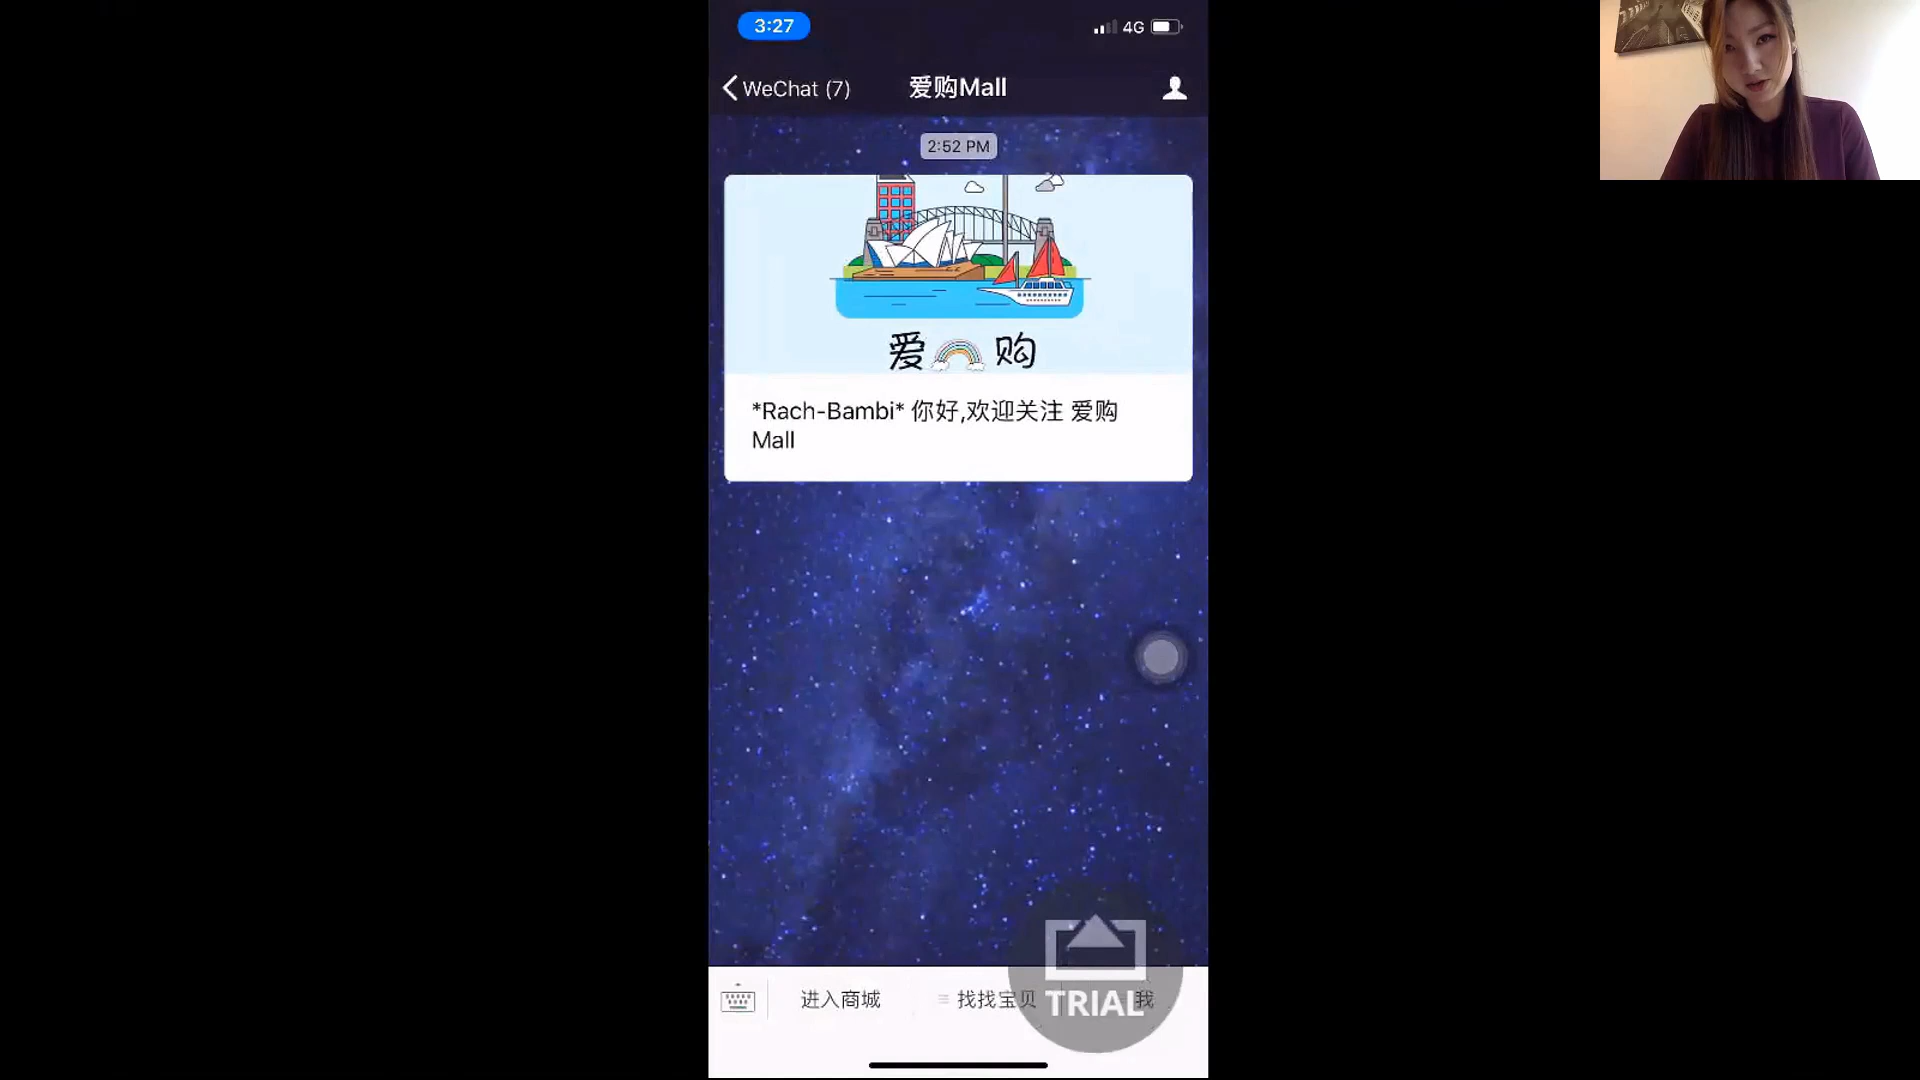 3:27
4G
WeChat (7)
爱购Mall
2:52 PM
爱 购
*Rach-Bambi* 你好,欢迎关注 爱购
Mall
进入商城
找找宝贝
我
TRIAL